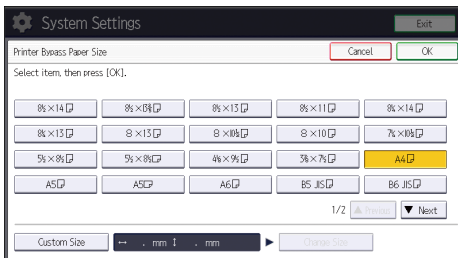 System Settings Exit
Printer Bypass Paper Size Cancel OK
Select item, then press [OK].
8½×14 8½×13⅖ 8½×13 8½×11 8¼×14
8¼×13 8×13 8×10½ 8×10 7¼×10½
5½×8½ 5½×8½ 4⅛×9½ 3⅞×7½ A4
A5 A5 A6 B5 JIS B6 JIS
1/2 ▲ Previous ▼ Next
Custom Size ↔ . mm ↕ . mm ▶ Change Size